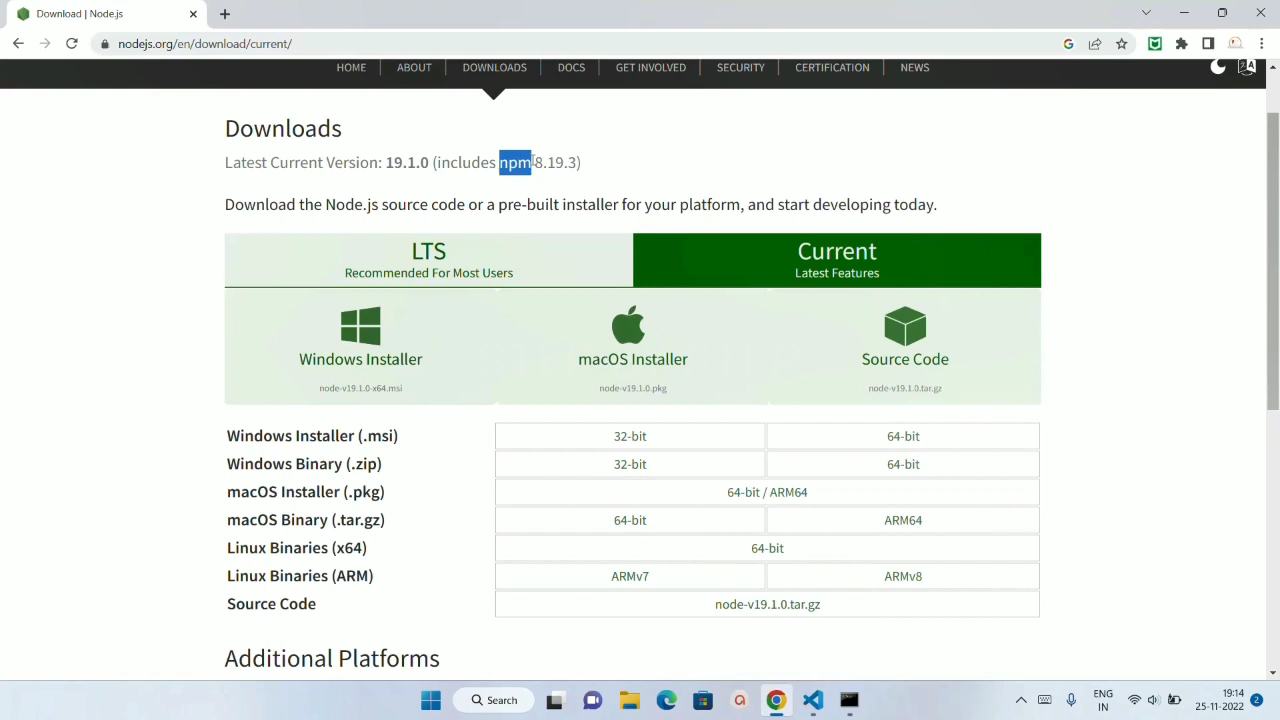 Download | Node.js
nodejs.org/en/download/current/
HOME ABOUT DOWNLOADS DOCS GET INVOLVED SECURITY CERTIFICATION NEWS
Downloads
Latest Current Version: 19.1.0 (includes npm 8.19.3)
Download the Node.js source code or a pre-built installer for your platform, and start developing today.
LTS
Recommended For Most Users
Current
Latest Features
Windows Installer
node-v19.1.0-x64.msi
macOS Installer
node-v19.1.0.pkg
Source Code
node-v19.1.0.tar.gz
Windows Installer (.msi) 32-bit 64-bit
Windows Binary (.zip) 32-bit 64-bit
macOS Installer (.pkg) 64-bit / ARM64
macOS Binary (.tar.gz) 64-bit ARM64
Linux Binaries (x64) 64-bit
Linux Binaries (ARM) ARMv7 ARMv8
Source Code node-v19.1.0.tar.gz
Additional Platforms
Search
ENG
IN
19:14
25-11-2022
2